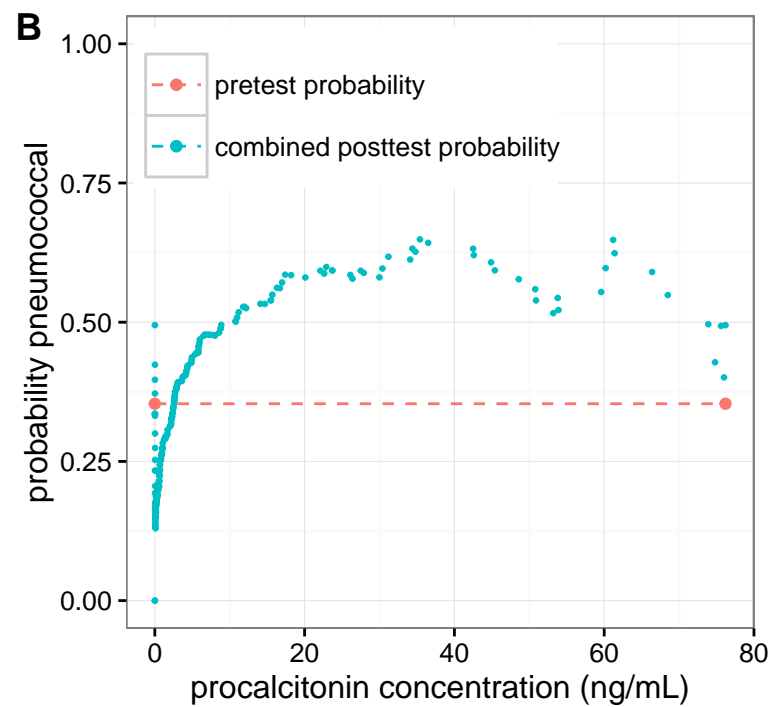 B
1.00
pretest probability
combined posttest probability
0.75
0.50
0.25
0.00
probability pneumococcal
0 20 40 60 80
procalcitonin concentration (ng/mL)